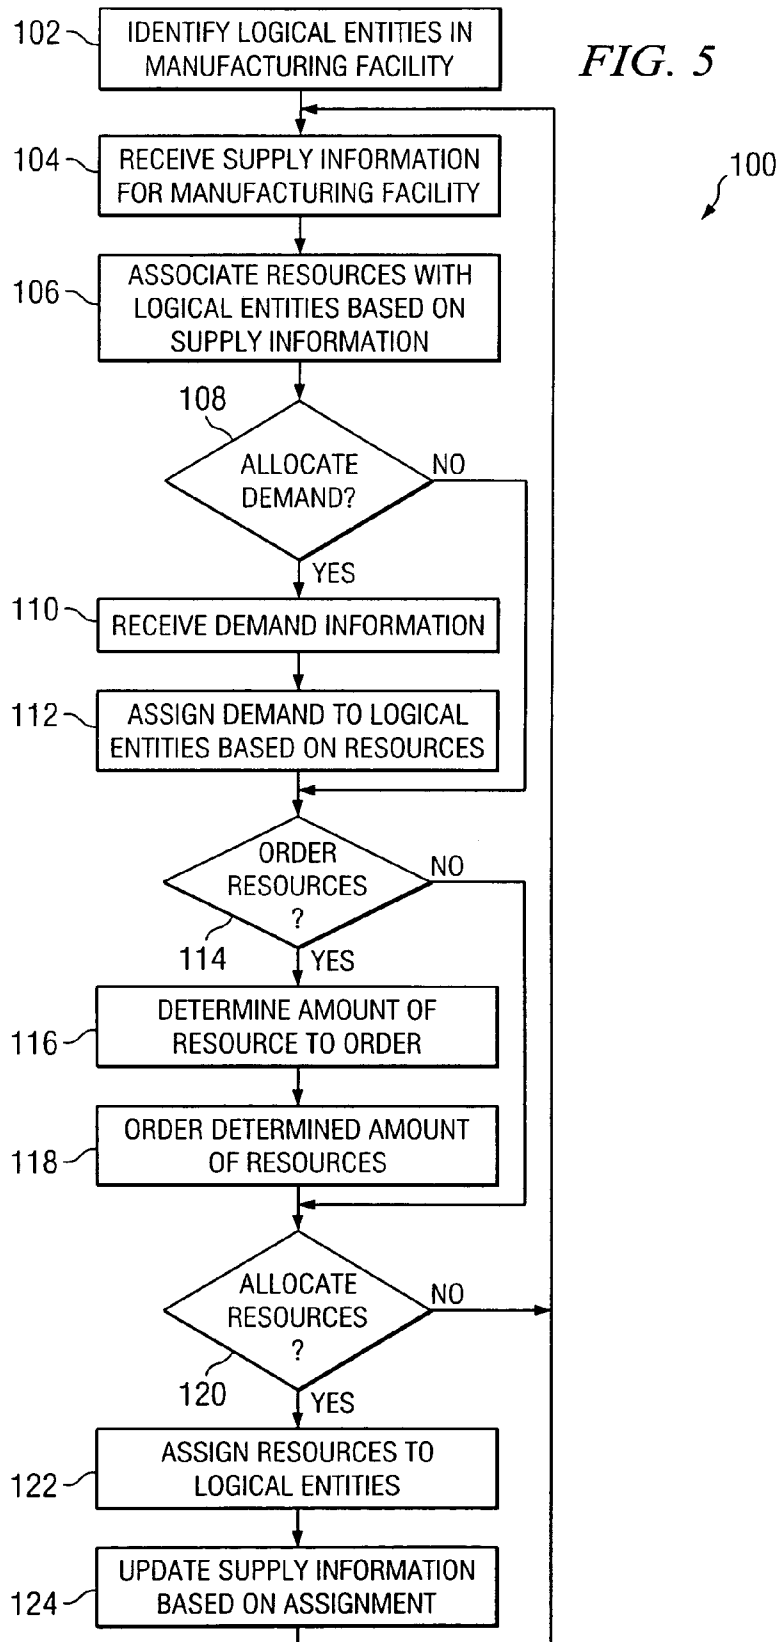 FIG. 5
100
102
IDENTIFY LOGICAL ENTITIES IN
MANUFACTURING FACILITY
104
RECEIVE SUPPLY INFORMATION
FOR MANUFACTURING FACILITY
106
ASSOCIATE RESOURCES WITH
LOGICAL ENTITIES BASED ON
SUPPLY INFORMATION
108
ALLOCATE
DEMAND?
NO
YES
110
RECEIVE DEMAND INFORMATION
112
ASSIGN DEMAND TO LOGICAL
ENTITIES BASED ON RESOURCES
ORDER
RESOURCES
?
NO
114
YES
116
DETERMINE AMOUNT OF
RESOURCE TO ORDER
118
ORDER DETERMINED AMOUNT
OF RESOURCES
ALLOCATE
RESOURCES
?
NO
120
YES
122
ASSIGN RESOURCES TO
LOGICAL ENTITIES
124
UPDATE SUPPLY INFORMATION
BASED ON ASSIGNMENT